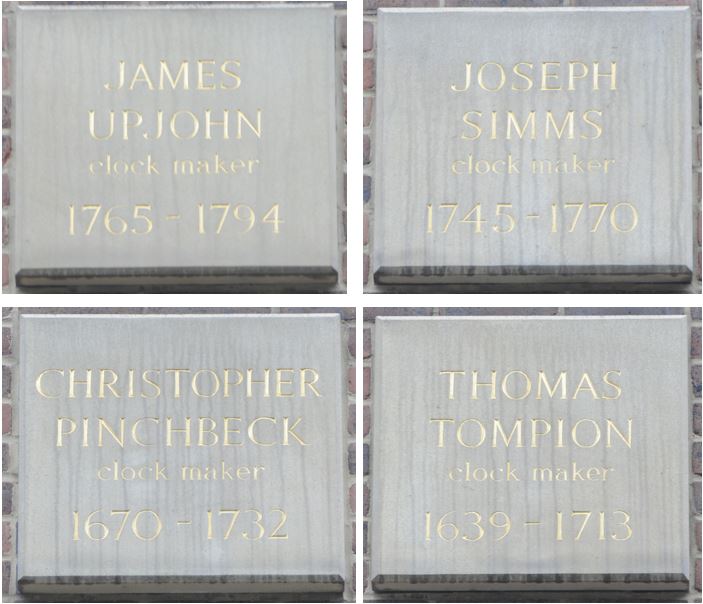 JAMES
UPJOHN
clock maker
1765 - 1794
JOSEPH
SIMMS
clock maker
1745 - 1770
CHRISTOPHER
PINCHBECK
clock maker
1670 - 1732
THOMAS
TOMPION
clock maker
1639 - 1713